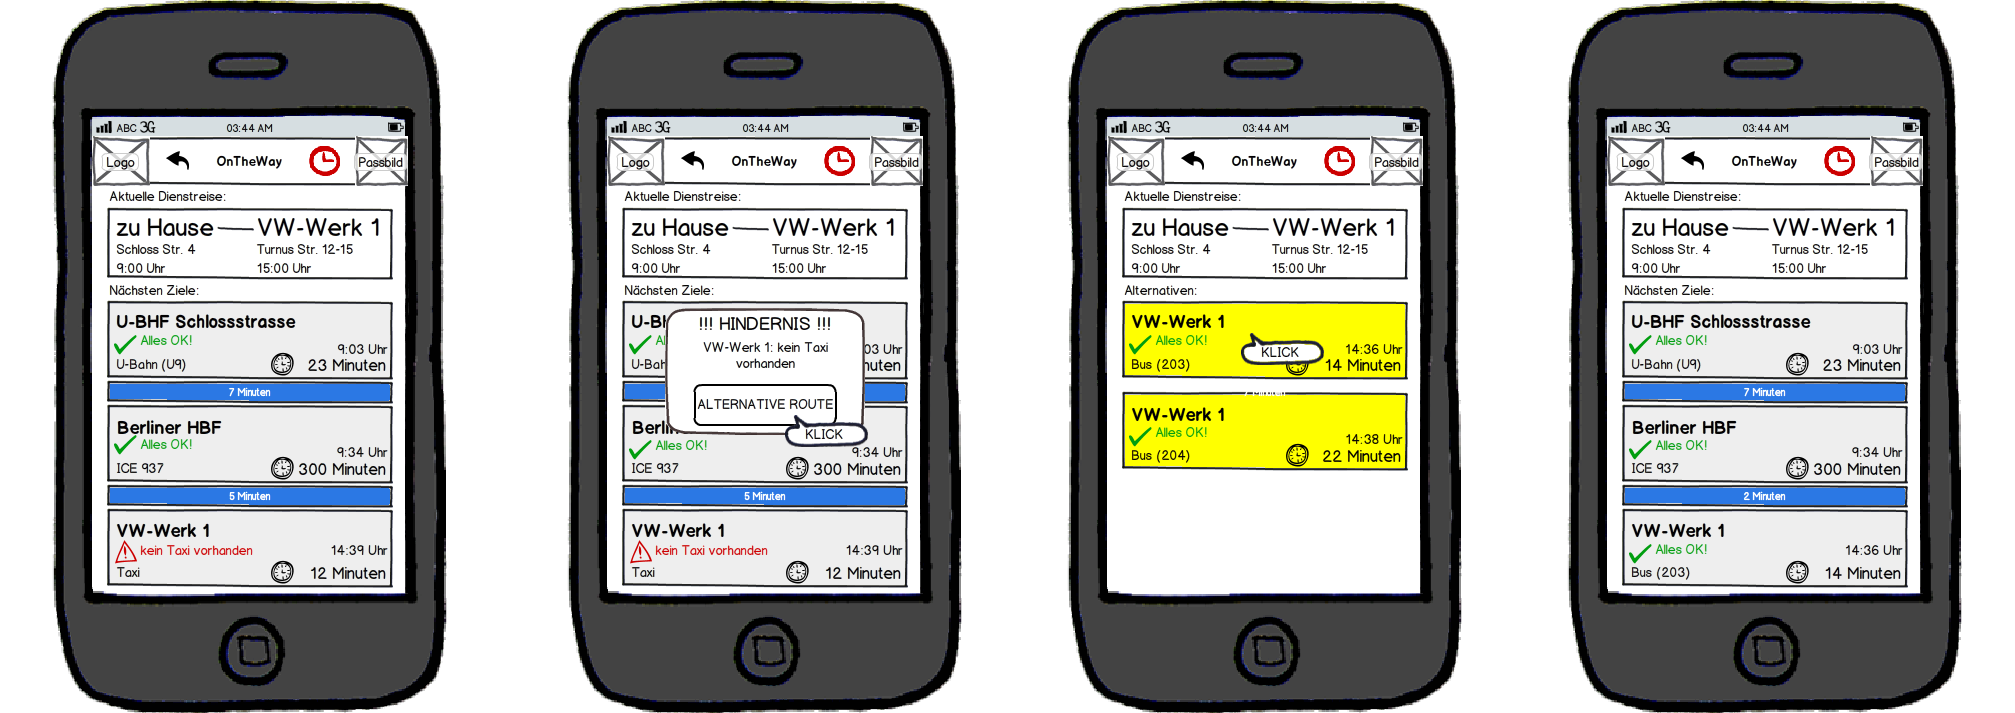 ABC 3G 03:44 AM
Logo OnTheWay Passbild
Aktuelle Dienstreise:
zu Hause VW-Werk 1
Schloss Str. 4 Turnus Str. 12-15
9:00 Uhr 15:00 Uhr
Nächsten Ziele:
U-BHF Schlossstrasse
Alles OK!
9:03 Uhr
U-Bahn (U9) 23 Minuten
7 Minuten
Berliner HBF
Alles OK!
9:34 Uhr
ICE 937 300 Minuten
5 Minuten
VW-Werk 1
kein Taxi vorhanden 14:39 Uhr
Taxi 12 Minuten
ABC 3G 03:44 AM
Logo OnTheWay Passbild
Aktuelle Dienstreise:
zu Hause VW-Werk 1
Schloss Str. 4 Turnus Str. 12-15
9:00 Uhr 15:00 Uhr
Nächsten Ziele:
!!! HINDERNIS !!!
VW-Werk 1: kein Taxi
vorhanden
ALTERNATIVE ROUTE
KLICK
Alles OK!
9:34 Uhr
ICE 937 300 Minuten
5 Minuten
VW-Werk 1
kein Taxi vorhanden 14:39 Uhr
Taxi 12 Minuten
ABC 3G 03:44 AM
Logo OnTheWay Passbild
Aktuelle Dienstreise:
zu Hause VW-Werk 1
Schloss Str. 4 Turnus Str. 12-15
9:00 Uhr 15:00 Uhr
Alternativen:
VW-Werk 1
Alles OK!
KLICK 14:36 Uhr
Bus (203) 14 Minuten
VW-Werk 1
Alles OK!
14:38 Uhr
Bus (204) 22 Minuten
ABC 3G 03:44 AM
Logo OnTheWay Passbild
Aktuelle Dienstreise:
zu Hause VW-Werk 1
Schloss Str. 4 Turnus Str. 12-15
9:00 Uhr 15:00 Uhr
Nächsten Ziele:
U-BHF Schlossstrasse
Alles OK!
9:03 Uhr
U-Bahn (U9) 23 Minuten
7 Minuten
Berliner HBF
Alles OK!
9:34 Uhr
ICE 937 300 Minuten
2 Minuten
VW-Werk 1
Alles OK! 14:36 Uhr
Bus (203) 14 Minuten